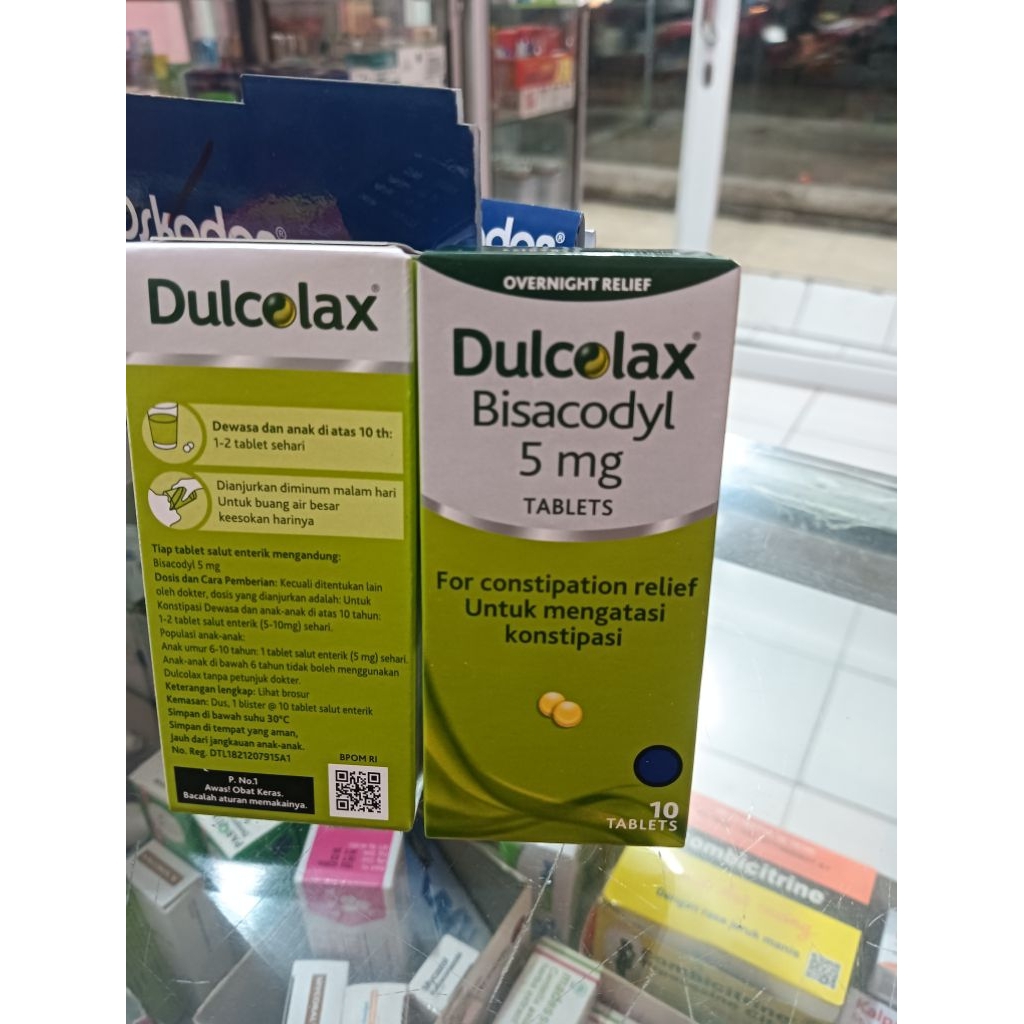 Dulcolax®
Dewasa dan anak di atas 10 th:
1-2 tablet sehari
Dianjurkan diminum malam hari
Untuk buang air besar
keesokan harinya
Tiap tablet salut enterik mengandung:
Bisacodyl 5 mg
Dosis dan Cara Pemberian: Kecuali ditentukan lain
oleh dokter, dosis yang dianjurkan adalah: Untuk
Konstipasi Dewasa dan anak-anak di atas 10 tahun:
1-2 tablet salut enterik (5-10mg) sehari.
Populasi anak-anak:
Anak umur 6-10 tahun: 1 tablet salut enterik (5 mg) sehari.
Anak-anak di bawah 6 tahun tidak boleh menggunakan
Dulcolax tanpa petunjuk dokter.
Keterangan lengkap: Lihat brosur
Kemasan: Dus, 1 blister @ 10 tablet salut enterik
Simpan di bawah suhu 30°C
Simpan di tempat yang aman,
Jauh dari jangkauan anak-anak.
No. Reg. DTL1821207915A1
BPOM RI
P. No.1
Awas! Obat Keras.
Bacalah aturan memakainya.
OVERNIGHT RELIEF
Dulcolax®
Bisacodyl
5 mg
TABLETS
For constipation relief
Untuk mengatasi
konstipasi
10
TABLETS
ombicitrine
Dengan rasa jeruk manis